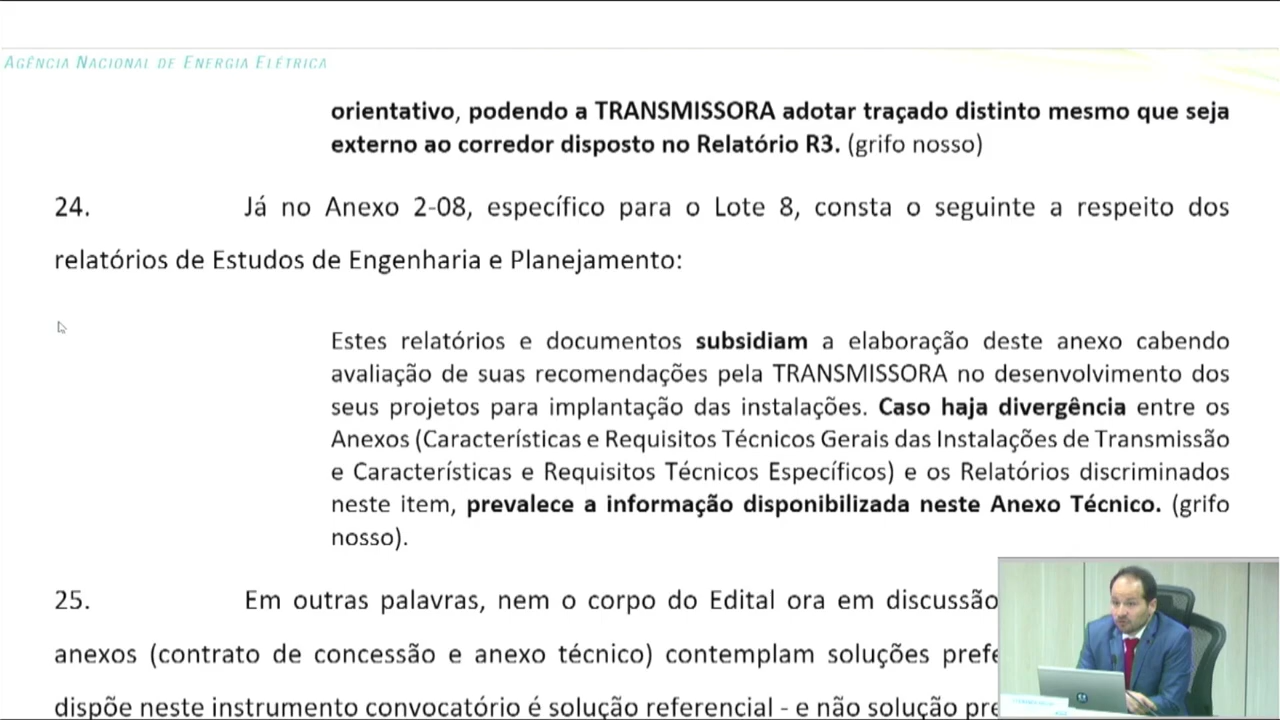 AGÊNCIA NACIONAL DE ENERGIA ELÉTRICA
orientativo, podendo a TRANSMISSORA adotar traçado distinto mesmo que seja
externo ao corredor disposto no Relatório R3. (grifo nosso)
24. Já no Anexo 2-08, específico para o Lote 8, consta o seguinte a respeito dos
relatórios de Estudos de Engenharia e Planejamento:
Estes relatórios e documentos subsidiam a elaboração deste anexo cabendo
avaliação de suas recomendações pela TRANSMISSORA no desenvolvimento dos
seus projetos para implantação das instalações. Caso haja divergência entre os
Anexos (Características e Requisitos Técnicos Gerais das Instalações de Transmissão
e Características e Requisitos Técnicos Específicos) e os Relatórios discriminados
neste item, prevalece a informação disponibilizada neste Anexo Técnico. (grifo
nosso).
25. Em outras palavras, nem o corpo do Edital ora em discussão
anexos (contrato de concessão e anexo técnico) contemplam soluções prefe
dispõe neste instrumento convocatório é solução referencial - e não solução pre